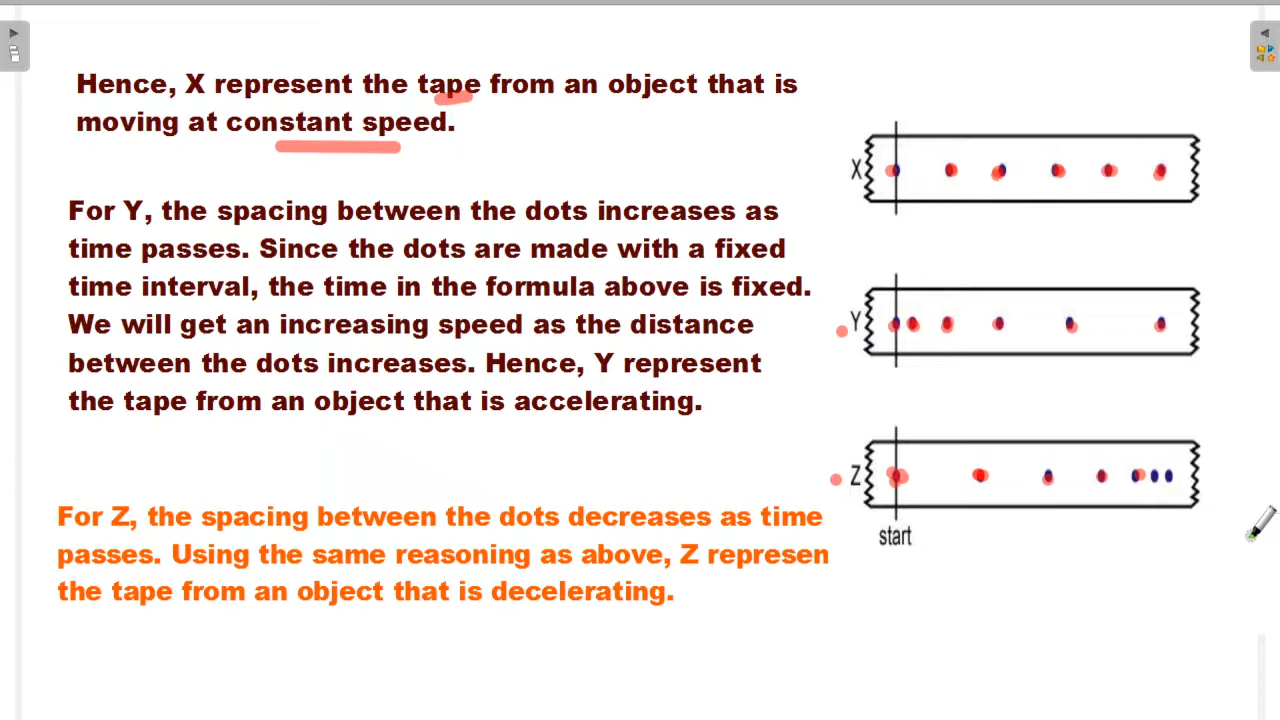 Hence, X represent the tape from an object that is
moving at constant speed.
For Y, the spacing between the dots increases as
time passes. Since the dots are made with a fixed
time interval, the time in the formula above is fixed.
We will get an increasing speed as the distance
between the dots increases. Hence, Y represent
the tape from an object that is accelerating.
For Z, the spacing between the dots decreases as time
passes. Using the same reasoning as above, Z represen
the tape from an object that is decelerating.
X
Y
Z
start